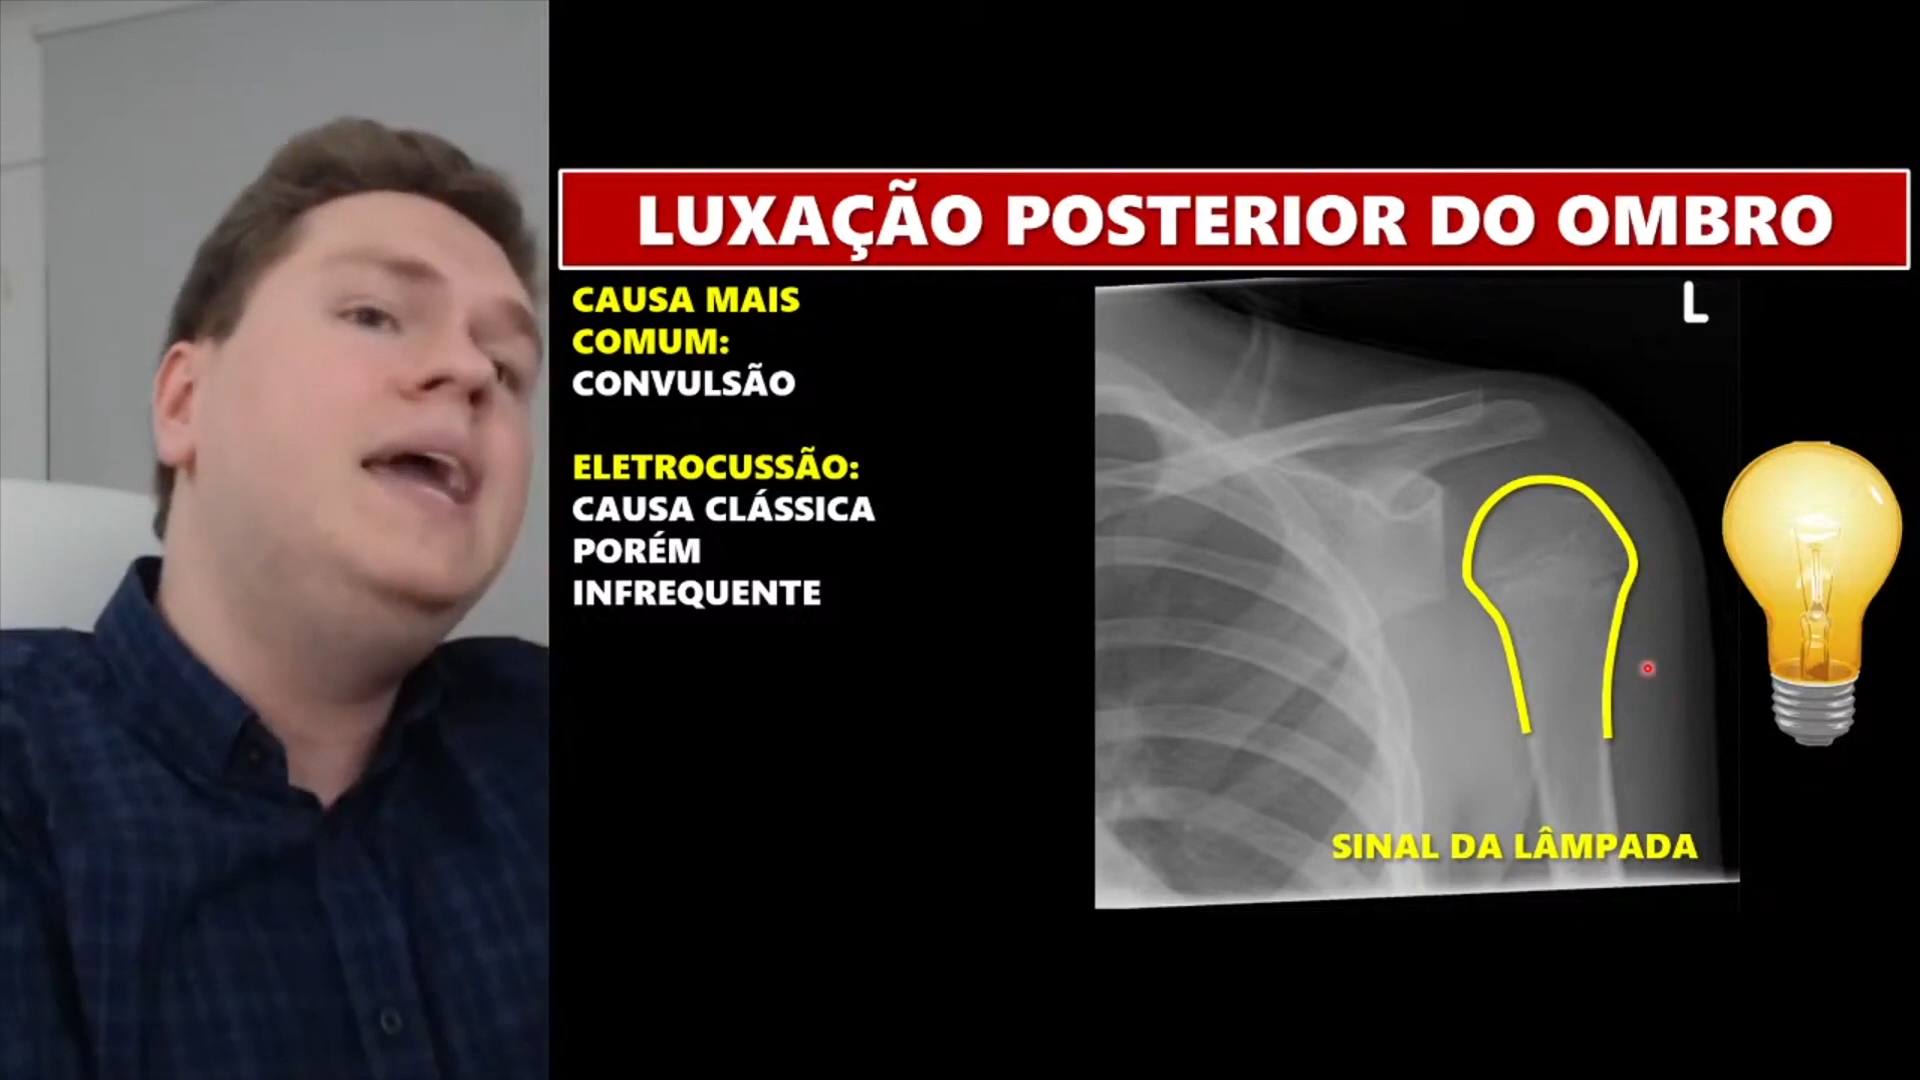 LUXAÇÃO POSTERIOR DO OMBRO
CAUSA MAIS
COMUM:
CONVULSÃO
ELETROCUSSÃO:
CAUSA CLÁSSICA
PORÉM
INFREQUENTE
L
SINAL DA LÂMPADA